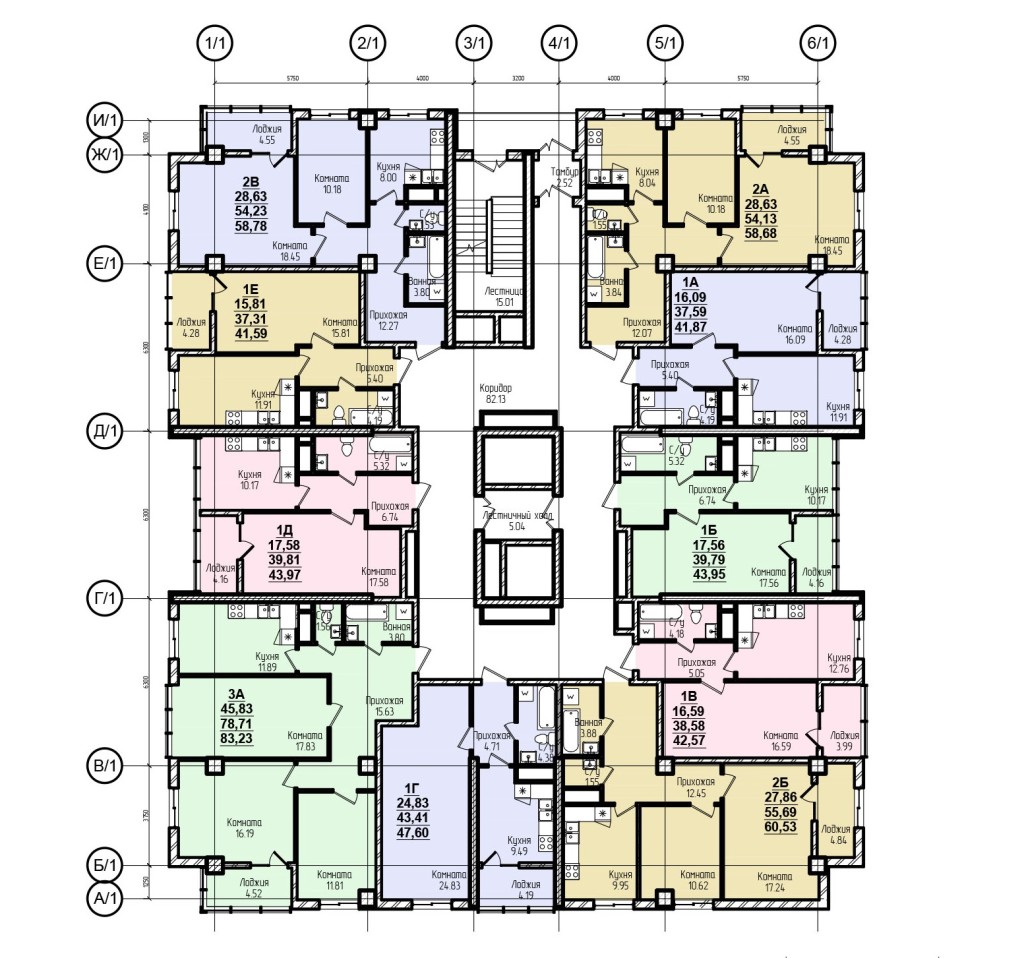 1/1
2/1
3/1
4/1
5/1
6/1
5750
4000
3200
4000
5750
И/1
1300
Ж/1
4100
Е/1
6300
Д/1
6300
Г/1
6300
В/1
3750
Б/1
1250
А/1
Лоджия
4.55
2В
28,63
54,23
58,78
Комната
10.18
Кухня
8.00
С/у
1.53
Комната
18.45
Ванная
3.80
Прихожая
12.27
Лестница
15.01
Тамбур
2.52
Кухня
8.04
Комната
10.18
Лоджия
4.55
2А
28,63
54,13
58,68
Комната
18.45
1.55
Ванная
3.84
Прихожая
12.07
1Е
15,81
37,31
41,59
Лоджия
4.28
Комната
15.81
Прихожая
5.40
Кухня
11.91
С/у
4.19
Коридор
82.13
1А
16,09
37,59
41,87
Комната
16.09
Лоджия
4.28
Прихожая
5.40
С/у
4.19
Кухня
11.91
Кухня
10.17
С/у
5.32
Прихожая
6.74
1Д
17,58
39,81
43,97
Лоджия
4.16
Комната
17.58
Лестничный холл
5.04
С/у
5.32
Прихожая
6.74
Кухня
10.17
1Б
17,56
39,79
43,95
Комната
17.56
Лоджия
4.16
С/у
1.56
Ванная
3.80
Кухня
11.89
3А
45,83
78,71
83,23
Прихожая
15.63
Комната
17.83
Комната
16.19
Лоджия
4.52
Комната
11.81
1Г
24,83
43,41
47,60
Комната
24.83
Прихожая
4.71
С/у
4.38
Кухня
9.49
Лоджия
4.19
С/у
4.18
Прихожая
5.05
Кухня
12.76
1В
16,59
38,58
42,57
Комната
16.59
Лоджия
3.99
Ванная
3.88
С/у
1.55
Прихожая
12.45
2Б
27,86
55,69
60,53
Кухня
9.95
Комната
10.62
Комната
17.24
Лоджия
4.84